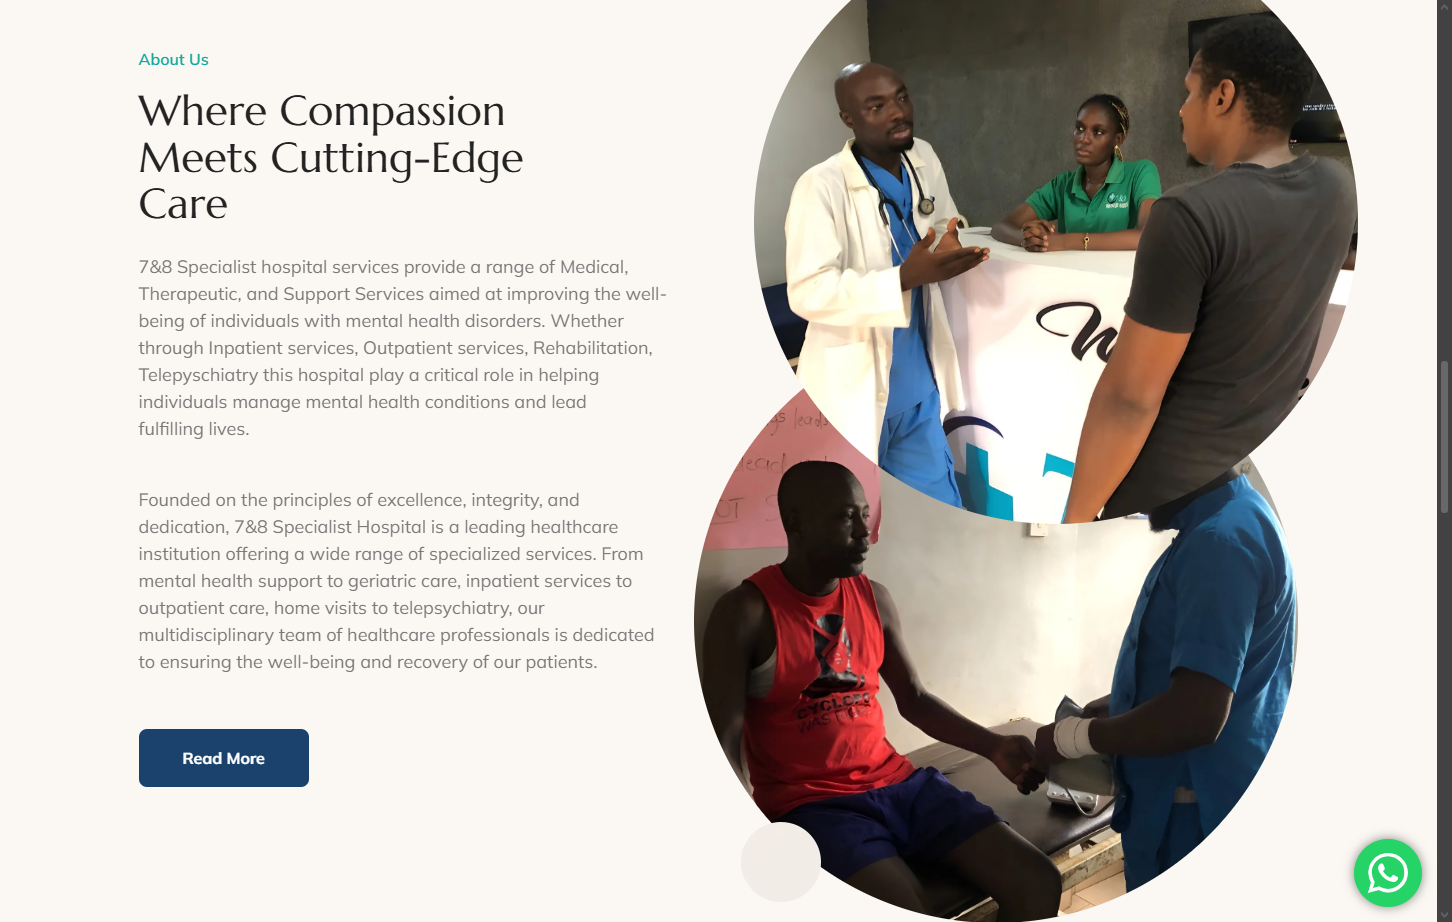 About Us
Where Compassion
Meets Cutting-Edge
Care
7&8 Specialist hospital services provide a range of Medical,
Therapeutic, and Support Services aimed at improving the well-
being of individuals with mental health disorders. Whether
through Inpatient services, Outpatient services, Rehabilitation,
Telepyschiatry this hospital play a critical role in helping
individuals manage mental health conditions and lead
fulfilling lives.
Founded on the principles of excellence, integrity, and
dedication, 7&8 Specialist Hospital is a leading healthcare
institution offering a wide range of specialized services. From
mental health support to geriatric care, inpatient services to
outpatient care, home visits to telepsychiatry, our
multidisciplinary team of healthcare professionals is dedicated
to ensuring the well-being and recovery of our patients.
Read More
leads